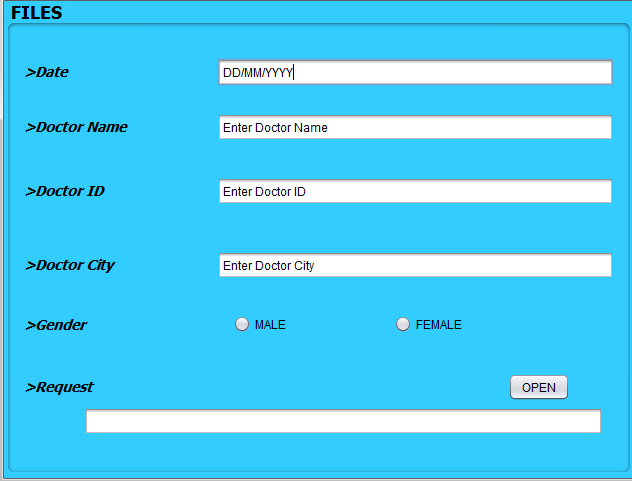 FILES
>Date
DD/MM/YYYY
>Doctor Name
Enter Doctor Name
>Doctor ID
Enter Doctor ID
>Doctor City
Enter Doctor City
>Gender
MALE
FEMALE
>Request
OPEN